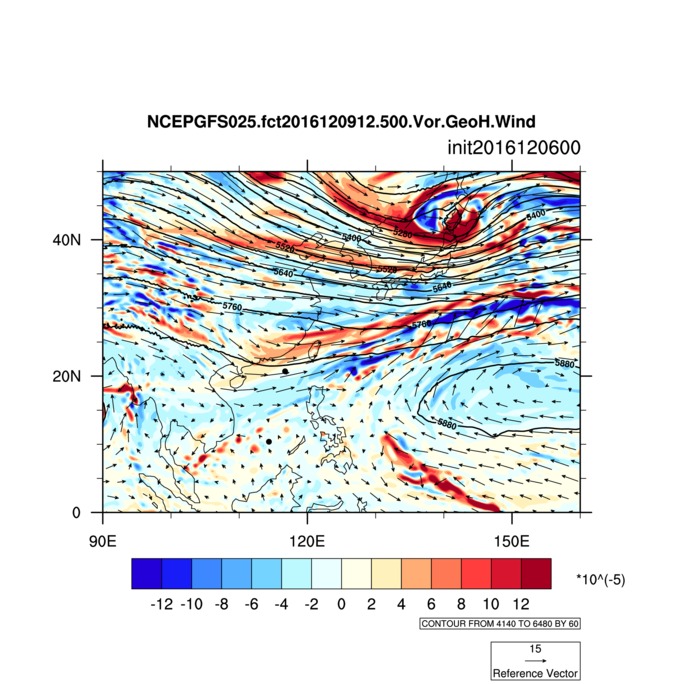 NCEPGFS025.fct2016120912.500.Vor.GeoH.Wind
init2016120600
40N
20N
0
90E 120E 150E
5400
5280
5400
5520
5520
5640
5640
5760
5760
5880
5880
-12 -10 -8 -6 -4 -2 0 2 4 6 8 10 12
*10^(-5)
CONTOUR FROM 4140 TO 6480 BY 60
15
Reference Vector